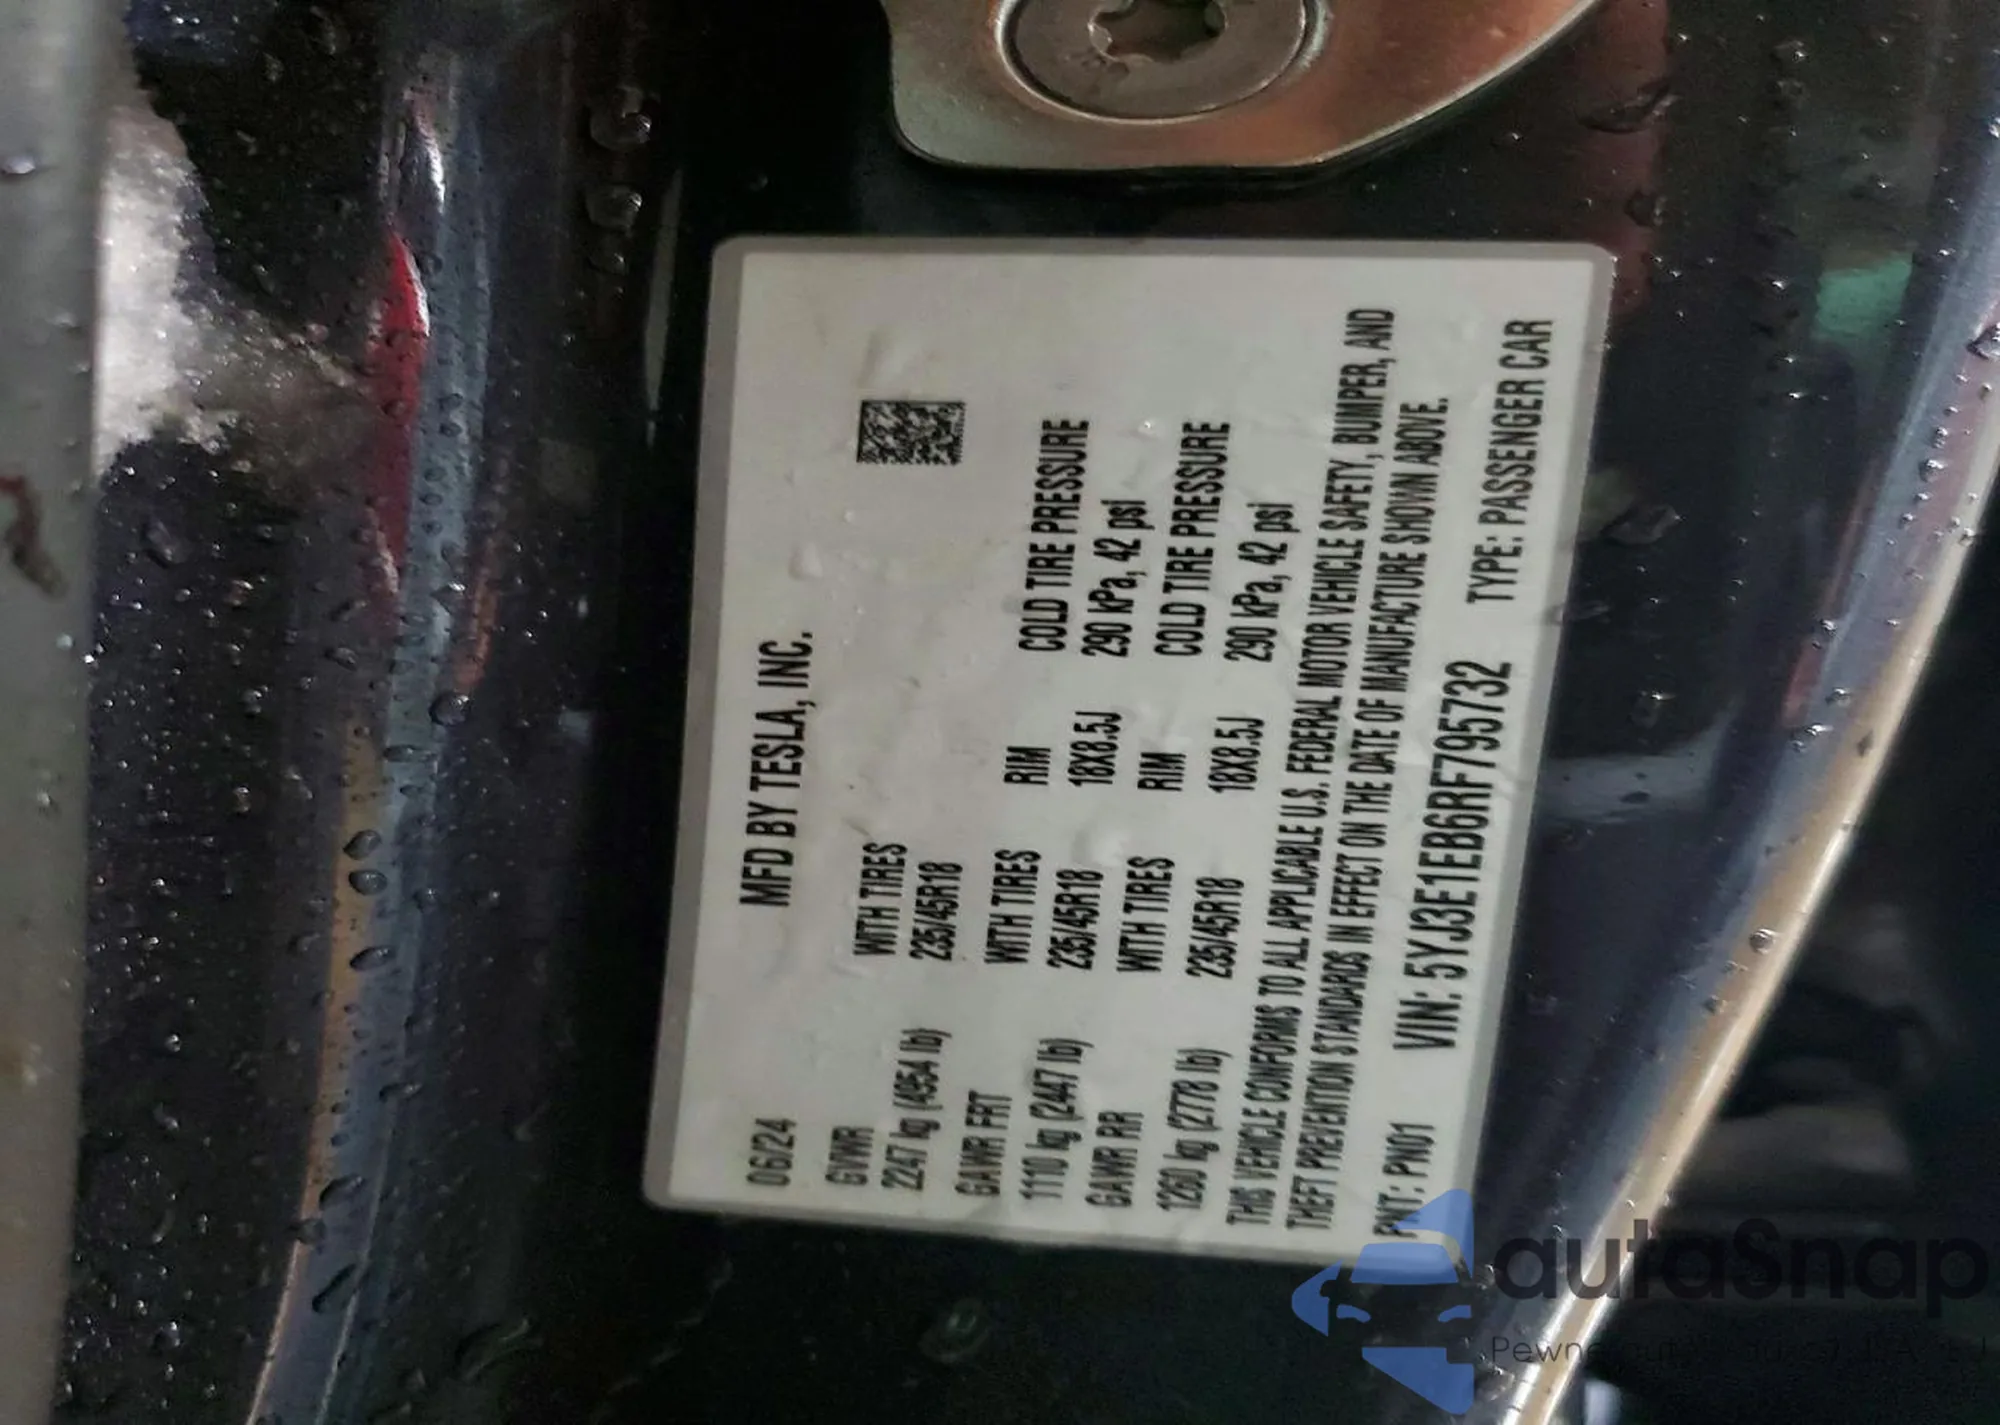 MFD BY TESLA, INC.
06/24
GVWR WITH TIRES
2247 kg (4954 lb) 235/45R18
GAWR FRT WITH TIRES RIM COLD TIRE PRESSURE
1110 kg (2447 lb) 235/45R18 18X8.5J 290 kPa, 42 psi
GAWR RR WITH TIRES RIM COLD TIRE PRESSURE
1260 kg (2778 lb) 235/45R18 18X8.5J 290 kPa, 42 psi
THIS VEHICLE CONFORMS TO ALL APPLICABLE U.S. FEDERAL MOTOR VEHICLE SAFETY, BUMPER, AND
THEFT PREVENTION STANDARDS IN EFFECT ON THE DATE OF MANUFACTURE SHOWN ABOVE.
PNT: PN01 VIN: 5YJ3E1EB6RF795732 TYPE: PASSENGER CAR
autaSnap